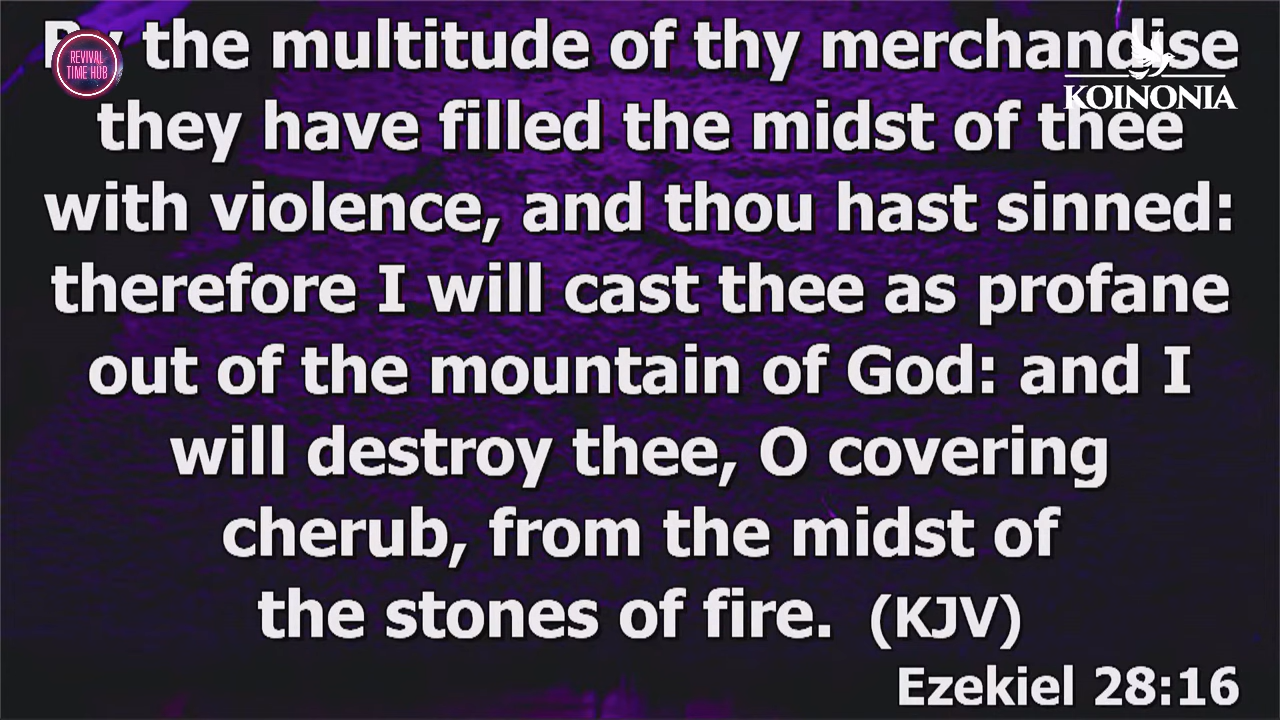 By the multitude of thy merchandise
they have filled the midst of thee
with violence, and thou hast sinned:
therefore I will cast thee as profane
out of the mountain of God: and I
will destroy thee, O covering
cherub, from the midst of
the stones of fire. (KJV)
Ezekiel 28:16
REVIVAL
TIME HUB
KOINONIA